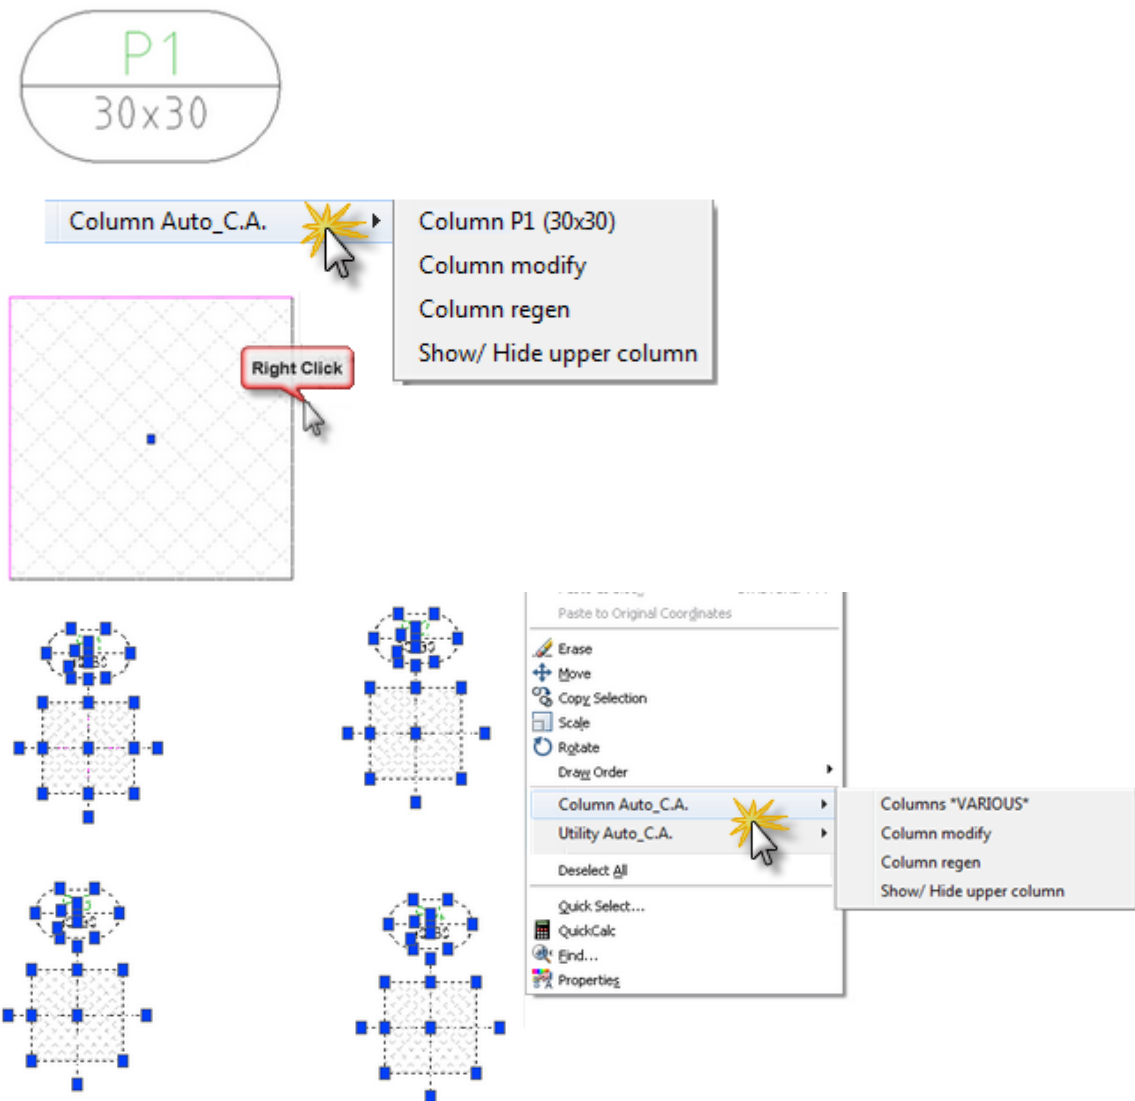 P1
30x30
Column Auto_C.A.
Column P1 (30x30)
Column modify
Column regen
Show/ Hide upper column
Right Click
Paste to Original Coordinates
Erase
Move
Copy Selection
Scale
Rotate
Draw Order
Column Auto_C.A.
Utility Auto_C.A.
Deselect All
Quick Select...
QuickCalc
Find...
Properties
Columns *VARIOUS*
Column modify
Column regen
Show/ Hide upper column